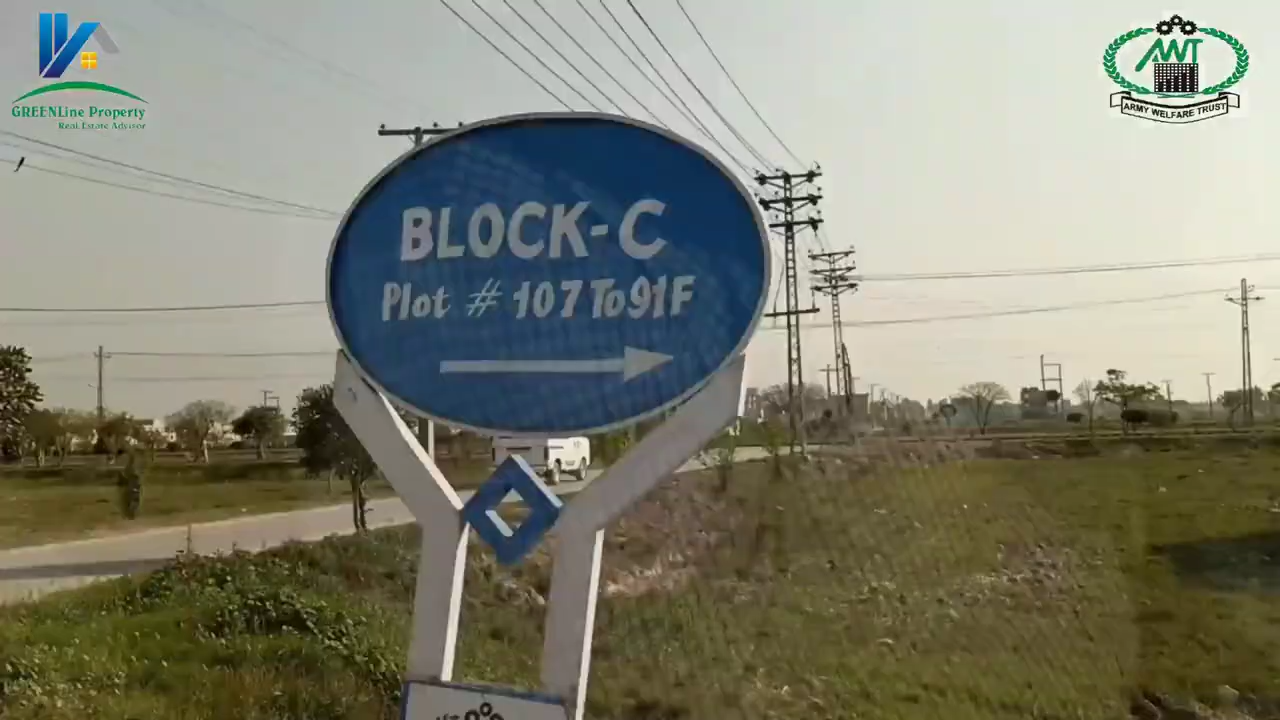 GREENLine Property
Real Estate Advisor
AWT
ARMY WELFARE TRUST
BLOCK-C
Plot # 107 To 91F